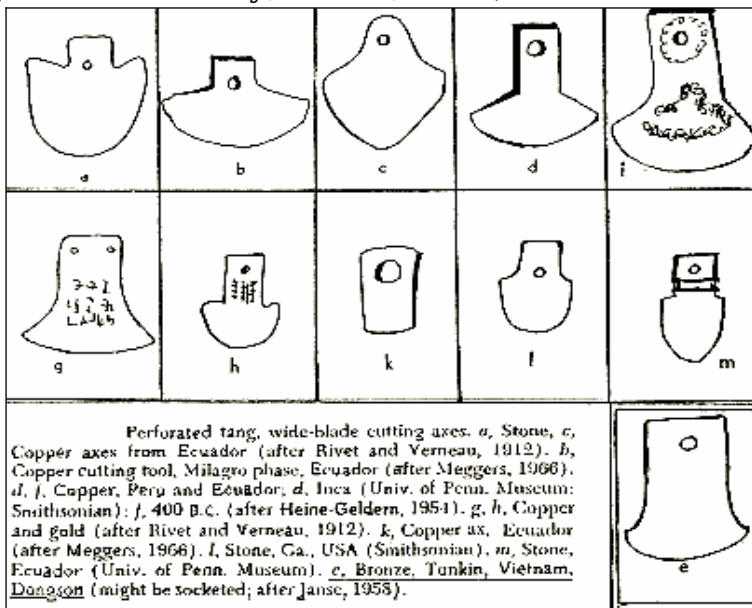 a
b
c
d
f
g
h
k
l
m
Perforated tang, wide-blade cutting axes. a, Stone, c,
Copper axes from Ecuador (after Rivet and Verneau, 1912). b,
Copper cutting tool, Milagro phase, Ecuador (after Meggers, 1966).
d, f, Copper, Peru and Ecuador; d, Inca (Univ. of Penn. Museum;
Smithsonian); f, 400 B.C. (after Heine-Geldern, 1954). g, h, Copper
and gold (after Rivet and Verneau, 1912). k, Copper ax, Ecuador
(after Meggers, 1966). l, Stone, Ga., USA (Smithsonian). m, Stone,
Ecuador (Univ. of Penn. Museum). e, Bronze, Tonkin, Vietnam,
Dongson (might be socketed; after Janse, 1958).
e